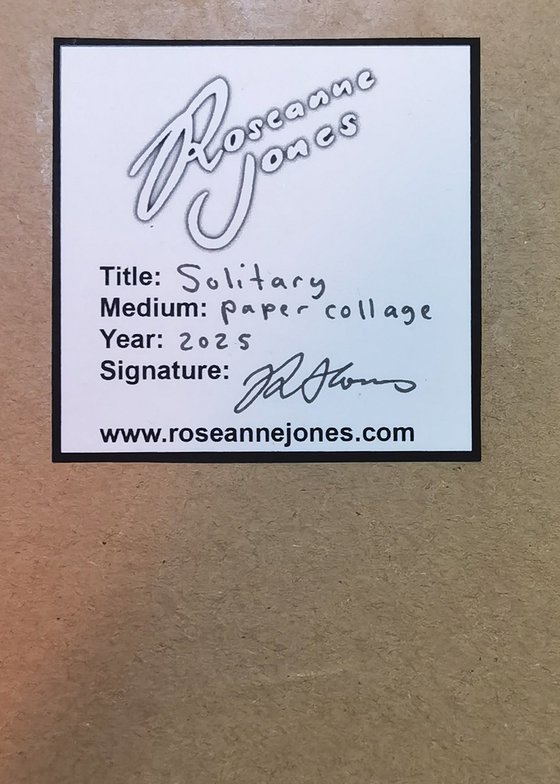 Roseanne
Jones
Title: Solitary
Medium: paper collage
Year: 2025
Signature:
www.roseannejones.com